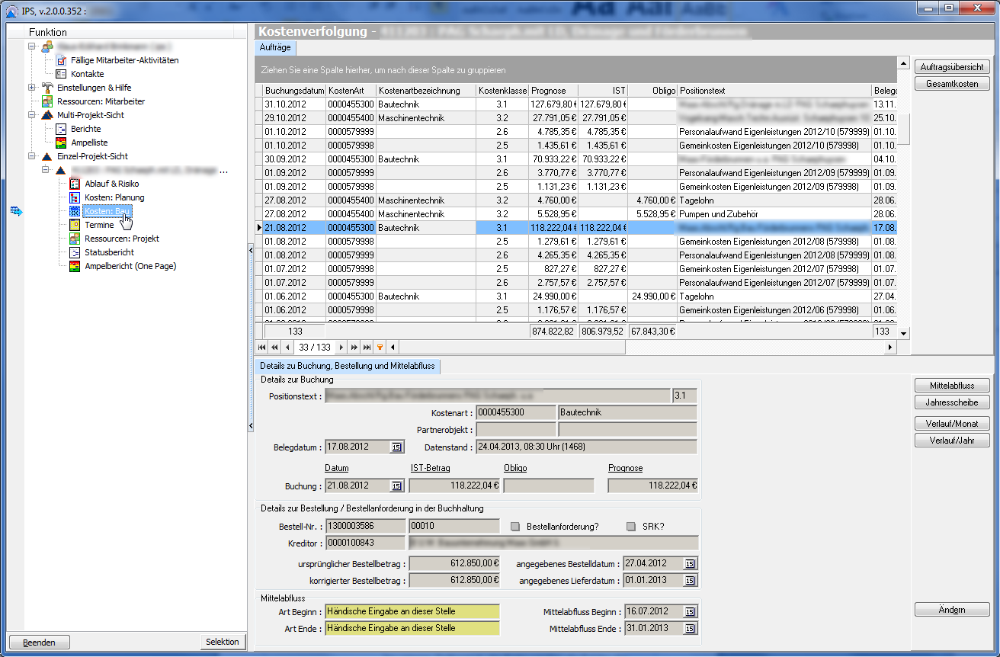 IPS, v.2.0.0.352 :
Funktion
Fällige Mitarbeiter-Aktivitäten
Kontakte
Einstellungen & Hilfe
Ressourcen: Mitarbeiter
Multi-Projekt-Sicht
Berichte
Ampelliste
Einzel-Projekt-Sicht
...
Ablauf & Risiko
Kosten: Planung
Kosten: Bau
Termine
Ressourcen: Projekt
Statusbericht
Ampelbericht (One Page)
Beenden
Selektion
Kostenverfolgung -
Aufträge
Ziehen Sie eine Spalte hierher, um nach dieser Spalte zu gruppieren
Buchungsdatum KostenArt Kostenartbezeichnung Kostenklasse Prognose IST Obligo Positionstext Beleg
31.10.2012 0000455300 Bautechnik 3.1 127.679,80 € 127.679,80 € 13.11.
29.10.2012 0000455400 Maschinentechnik 3.2 27.791,05 € 27.791,05 € 25.10.
01.10.2012 0000579999 2.6 4.785,35 € 4.785,35 € Personalaufwand Eigenleistungen 2012/10 (579999) 01.10.
01.10.2012 0000579998 2.6 1.435,61 € 1.435,61 € Gemeinkosten Eigenleistungen 2012/10 (579998) 01.10.
30.09.2012 0000455300 Bautechnik 3.1 70.933,22 € 70.933,22 € 04.10.
01.09.2012 0000579999 2.6 3.770,77 € 3.770,77 € Personalaufwand Eigenleistungen 2012/09 (579999) 01.09.
01.09.2012 0000579998 2.6 1.131,23 € 1.131,23 € Gemeinkosten Eigenleistungen 2012/09 (579998) 01.09.
27.08.2012 0000455400 Maschinentechnik 3.2 4.760,00 € 4.760,00 € Tagelohn 28.06.
27.08.2012 0000455400 Maschinentechnik 3.2 5.528,95 € 5.528,95 € Pumpen und Zubehör 28.06.
21.08.2012 0000455300 Bautechnik 3.1 118.222,04 € 118.222,04 € 17.08.
01.08.2012 0000579998 2.5 1.279,61 € 1.279,61 € Gemeinkosten Eigenleistungen 2012/08 (579998) 01.08.
01.08.2012 0000579999 2.6 4.265,35 € 4.265,35 € Personalaufwand Eigenleistungen 2012/08 (579999) 01.08.
01.07.2012 0000579998 2.5 827,27 € 827,27 € Gemeinkosten Eigenleistungen 2012/07 (579998) 01.07.
01.07.2012 0000579999 2.6 2.757,57 € 2.757,57 € Personalaufwand Eigenleistungen 2012/07 (579999) 01.07.
01.06.2012 0000455300 Bautechnik 3.1 24.990,00 € 24.990,00 € Tagelohn 27.04.
01.06.2012 0000579998 2.5 1.176,57 € 1.176,57 € Gemeinkosten Eigenleistungen 2012/06 (579998) 01.06.
133 874.822,82 806.979,52 67.843,30 € 133
33 / 133
Auftragsübersicht
Gesamtkosten
Details zu Buchung, Bestellung und Mittelabfluss
Details zur Buchung
Positionstext : 3.1
Kostenart : 0000455300 Bautechnik
Partnerobjekt :
Belegdatum : 17.08.2012 15 Datenstand : 24.04.2013, 08:30 Uhr (1468)
Datum IST-Betrag Obligo Prognose
Buchung : 21.08.2012 15 118.222,04 € 118.222,04 €
Details zur Bestellung / Bestellanforderung in der Buchhaltung
Bestell-Nr. : 1300003586 00010 Bestellanforderung? SRK?
Kreditor : 0000100843
ursprünglicher Bestellbetrag : 612.850,00 € angegebenes Bestelldatum : 27.04.2012 15
korrigierter Bestellbetrag : 612.850,00 € angegebenes Lieferdatum : 01.01.2013 15
Mittelabfluss
Art Beginn : Händische Eingabe an dieser Stelle Mittelabfluss Beginn : 16.07.2012 15
Art Ende : Händische Eingabe an dieser Stelle Mittelabfluss Ende : 31.01.2013 15
Mittelabfluss
Jahresscheibe
Verlauf/Monat
Verlauf/Jahr
Ändern